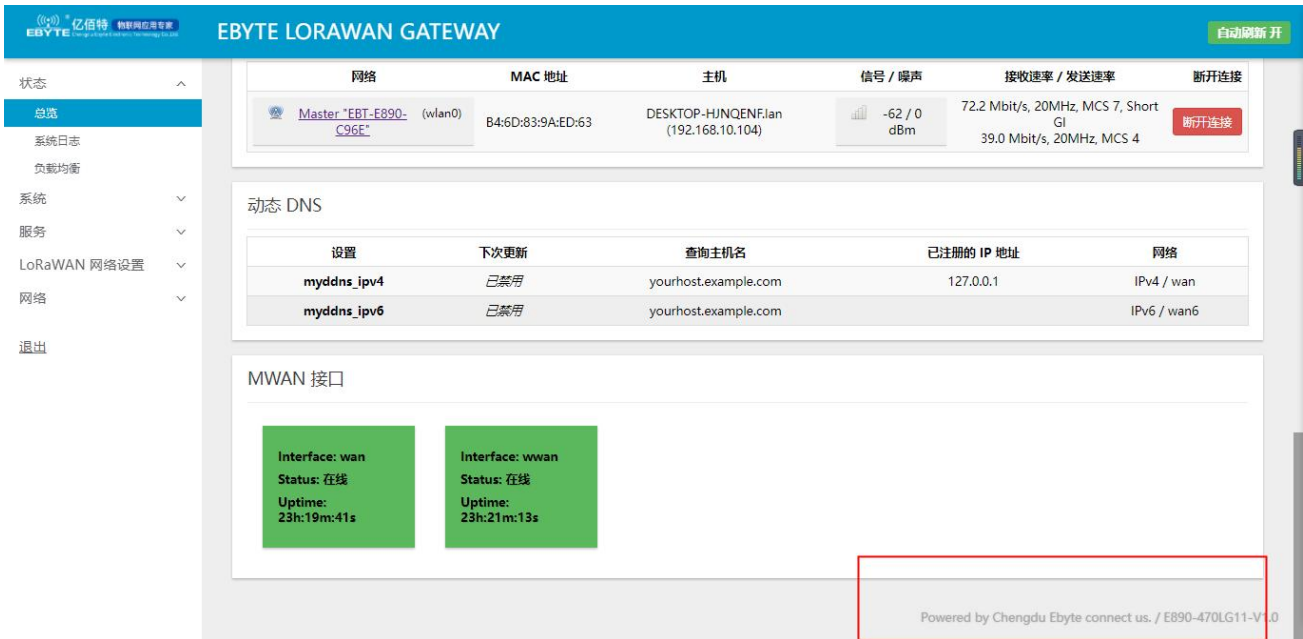 EBYTE 亿佰特 物联网应用专家
EBYTE LORAWAN GATEWAY
自动刷新 开
状态
总览
系统日志
负载均衡
系统
服务
LoRaWAN 网络设置
网络
退出
网络 MAC 地址 主机 信号 / 噪声 接收速率 / 发送速率 断开连接
Master "EBT-E890-
C96E"
(wlan0)
B4:6D:83:9A:ED:63
DESKTOP-HJNQENF.lan
(192.168.10.104)
-62 / 0
dBm
72.2 Mbit/s, 20MHz, MCS 7, Short
GI
39.0 Mbit/s, 20MHz, MCS 4
断开连接
动态 DNS
设置 下次更新 查询主机名 已注册的 IP 地址 网络
myddns_ipv4 已禁用 yourhost.example.com 127.0.0.1 IPv4 / wan
myddns_ipv6 已禁用 yourhost.example.com IPv6 / wan6
MWAN 接口
Interface: wan
Status: 在线
Uptime:
23h:19m:41s
Interface: wwan
Status: 在线
Uptime:
23h:21m:13s
Powered by Chengdu Ebyte connect us. / E890-470LG11-V1.0